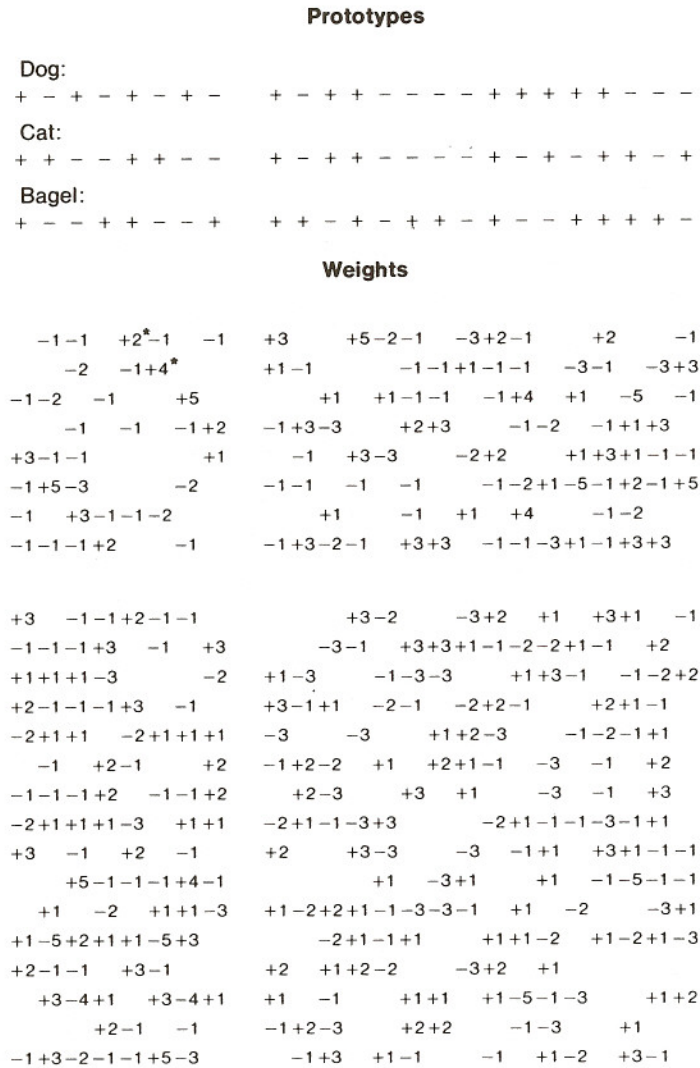 Prototypes
Dog:
+ − + − + − + − + − + + − − − − + + + + + − − −
Cat:
+ + − − + + − − + − + + − − − − + − + − + + − +
Bagel:
+ − − + + − − + + + − + − + + − + − − + + + + −
Weights
−1−1 +2*−1 −1 +3 +5−2−1 −3+2−1 +2 −1
−2 −1+4* +1−1 −1−1+1−1−1 −3−1 −3+3
−1−2 −1 +5 +1 +1−1−1 −1+4 +1 −5 −1
−1 −1 −1+2 −1+3−3 +2+3 −1−2 −1+1+3
+3−1−1 +1 −1 +3−3 −2+2 +1+3+1−1−1
−1+5−3 −2 −1−1 −1 −1 −1−2+1−5−1+2−1+5
−1 +3−1−1−2 +1 −1 +1 +4 −1−2
−1−1−1+2 −1 −1+3−2−1 +3+3 −1−1−3+1−1+3+3
+3 −1−1+2−1−1 +3−2 −3+2 +1 +3+1 −1
−1−1−1+3 −1 +3 −3−1 +3+3+1−1−2−2+1−1 +2
+1+1+1−3 −2 +1−3 −1−3−3 +1+3−1 −1−2+2
+2−1−1−1+3 −1 +3−1+1 −2−1 −2+2−1 +2+1−1
−2+1+1 −2+1+1+1 −3 −3 +1+2−3 −1−2−1+1
−1 +2−1 +2 −1+2−2 +1 +2+1−1 −3 −1 +2
−1−1−1+2 −1−1+2 +2−3 +3 +1 −3 −1 +3
−2+1+1+1−3 +1+1 −2+1−1−3+3 −2+1−1−1−3−1+1
+3 −1 +2 −1 +2 +3−3 −3 −1+1 +3+1−1−1
+5−1−1−1+4−1 +1 −3+1 +1 −1−5−1−1
+1 −2 +1+1−3 +1−2+2+1−1−3−3−1 +1 −2 −3+1
+1−5+2+1+1−5+3 −2+1−1+1 +1+1−2 +1−2+1−3
+2−1−1 +3−1 +2 +1+2−2 −3+2 +1
+3−4+1 +3−4+1 +1 −1 +1+1 +1−5−1−3 +1+2
+2−1 −1 −1+2−3 +2+2 −1−3 +1
−1+3−2−1−1+5−3 −1+3 +1−1 −1 +1−2 +3−1